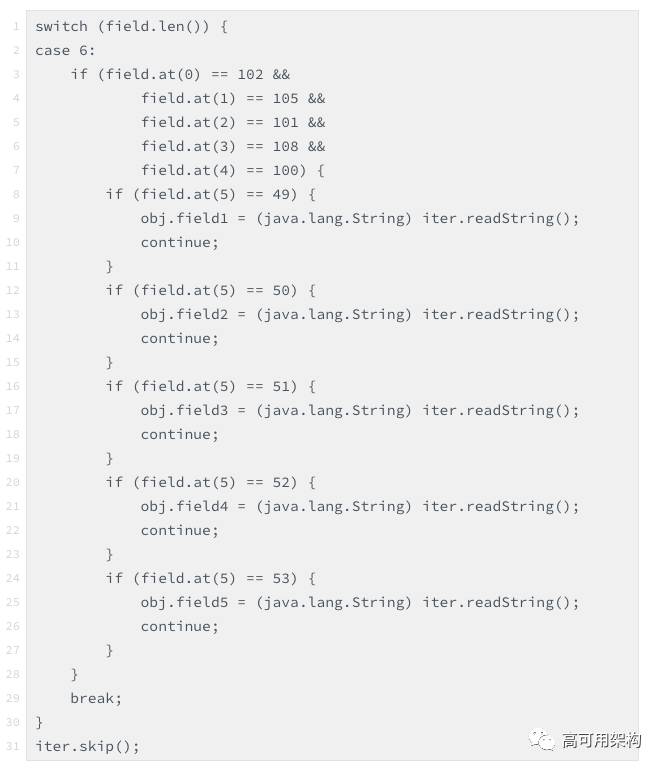 1 switch (field.len()) {
2 case 6:
3     if (field.at(0) == 102 &&
4             field.at(1) == 105 &&
5             field.at(2) == 101 &&
6             field.at(3) == 108 &&
7             field.at(4) == 100) {
8         if (field.at(5) == 49) {
9             obj.field1 = (java.lang.String) iter.readString();
10             continue;
11         }
12         if (field.at(5) == 50) {
13             obj.field2 = (java.lang.String) iter.readString();
14             continue;
15         }
16         if (field.at(5) == 51) {
17             obj.field3 = (java.lang.String) iter.readString();
18             continue;
19         }
20         if (field.at(5) == 52) {
21             obj.field4 = (java.lang.String) iter.readString();
22             continue;
23         }
24         if (field.at(5) == 53) {
25             obj.field5 = (java.lang.String) iter.readString();
26             continue;
27         }
28     }
29     break;
30 }
31 iter.skip();
高可用架构